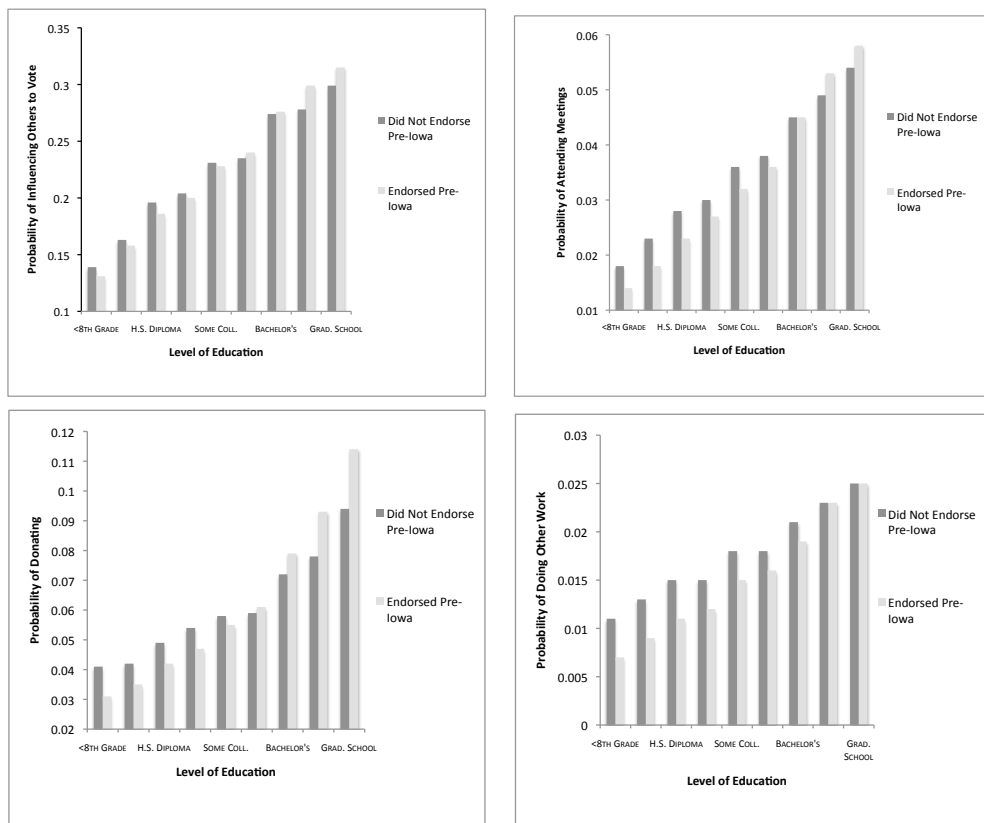 Probability of Influencing Others to Vote
0.35
0.3
0.25
0.2
0.15
0.1
<8TH GRADE H.S. DIPLOMA SOME COLL. BACHELOR'S GRAD. SCHOOL
Level of Education
Did Not Endorse
Pre-Iowa
Endorsed Pre-
Iowa
Probability of Attending Meetings
0.06
0.05
0.04
0.03
0.02
0.01
<8TH GRADE H.S. DIPLOMA SOME COLL. BACHELOR'S GRAD. SCHOOL
Level of Education
Did Not Endorse
Pre-Iowa
Endorsed Pre-
Iowa
Probability of Donating
0.12
0.11
0.1
0.09
0.08
0.07
0.06
0.05
0.04
0.03
0.02
<8TH GRADE H.S. DIPLOMA SOME COLL. BACHELOR'S GRAD. SCHOOL
Level of Education
Did Not Endorse
Pre-Iowa
Endorsed Pre-
Iowa
Probability of Doing Other Work
0.03
0.025
0.02
0.015
0.01
0.005
0
<8TH GRADE H.S. DIPLOMA SOME COLL. BACHELOR'S GRAD.
SCHOOL
Level of Education
Did Not Endorse
Pre-Iowa
Endorsed Pre-
Iowa